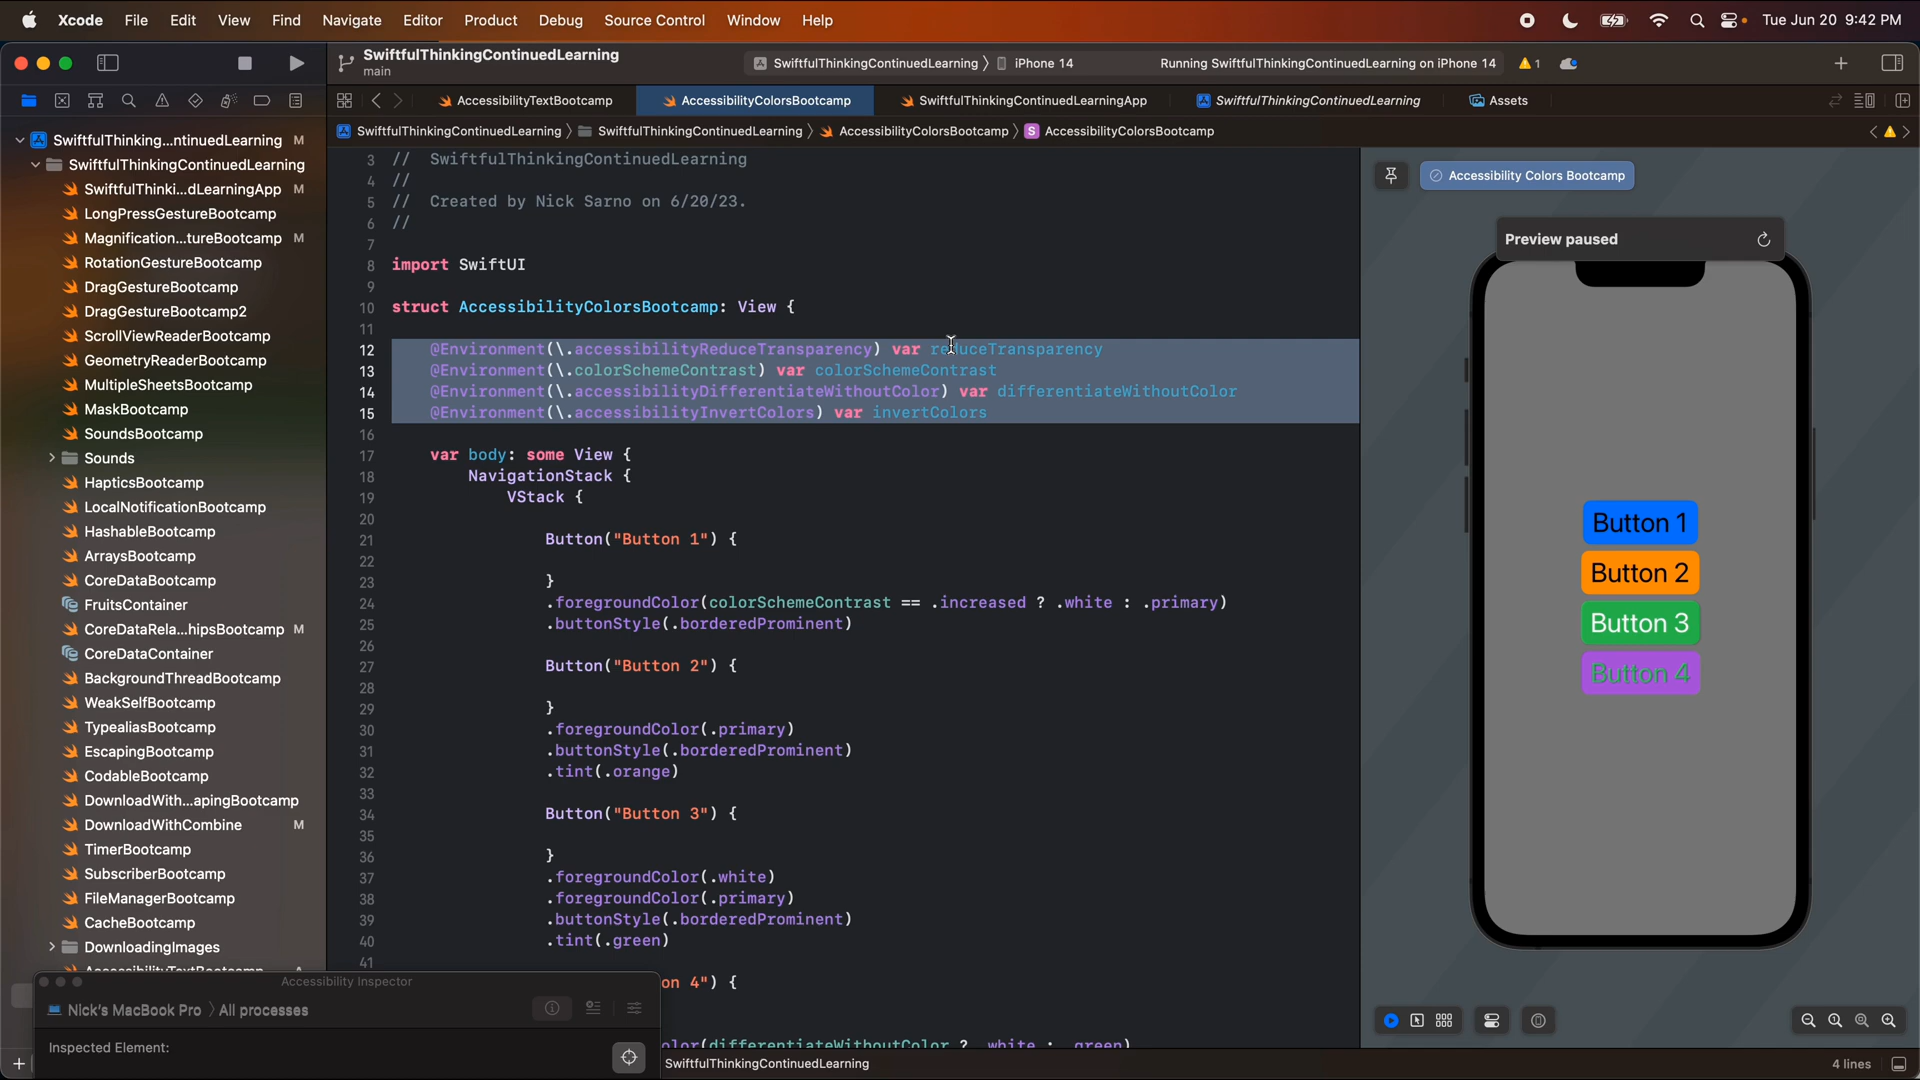 Xcode File Edit View Find Navigate Editor Product Debug Source Control Window Help Tue Jun 20 9:42 PM
SwiftfulThinkingContinuedLearning
main
SwiftfulThinkingContinuedLearning 〉 iPhone 14
Running SwiftfulThinkingContinuedLearning on iPhone 14
1
AccessibilityTextBootcamp
AccessibilityColorsBootcamp
SwiftfulThinkingContinuedLearningApp
SwiftfulThinkingContinuedLearning
Assets
SwiftfulThinkingContinuedLearning 〉 SwiftfulThinkingContinuedLearning 〉 AccessibilityColorsBootcamp 〉 S AccessibilityColorsBootcamp
SwiftfulThinking...ntinuedLearning M
SwiftfulThinkingContinuedLearning
SwiftfulThinki...dLearningApp M
LongPressGestureBootcamp
Magnification...tureBootcamp M
RotationGestureBootcamp
DragGestureBootcamp
DragGestureBootcamp2
ScrollViewReaderBootcamp
GeometryReaderBootcamp
MultipleSheetsBootcamp
MaskBootcamp
SoundsBootcamp
Sounds
HapticsBootcamp
LocalNotificationBootcamp
HashableBootcamp
ArraysBootcamp
CoreDataBootcamp
FruitsContainer
CoreDataRela...hipsBootcamp M
CoreDataContainer
BackgroundThreadBootcamp
WeakSelfBootcamp
TypealiasBootcamp
EscapingBootcamp
CodableBootcamp
DownloadWith...apingBootcamp
DownloadWithCombine M
TimerBootcamp
SubscriberBootcamp
FileManagerBootcamp
CacheBootcamp
DownloadingImages
3 // SwiftfulThinkingContinuedLearning
4 //
5 // Created by Nick Sarno on 6/20/23.
6 //
7
8 import SwiftUI
9
10 struct AccessibilityColorsBootcamp: View {
11
12 @Environment(\.accessibilityReduceTransparency) var reduceTransparency
13 @Environment(\.colorSchemeContrast) var colorSchemeContrast
14 @Environment(\.accessibilityDifferentiateWithoutColor) var differentiateWithoutColor
15 @Environment(\.accessibilityInvertColors) var invertColors
16
17 var body: some View {
18 NavigationStack {
19 VStack {
20
21 Button("Button 1") {
22
23 }
24 .foregroundColor(colorSchemeContrast == .increased ? .white : .primary)
25 .buttonStyle(.borderedProminent)
26
27 Button("Button 2") {
28
29 }
30 .foregroundColor(.primary)
31 .buttonStyle(.borderedProminent)
32 .tint(.orange)
33
34 Button("Button 3") {
35
36 }
37 .foregroundColor(.white)
38 .foregroundColor(.primary)
39 .buttonStyle(.borderedProminent)
40 .tint(.green)
41
on 4") {
olor(differentiateWithoutColor ? .white : .green)
Accessibility Colors Bootcamp
Preview paused
Button 1
Button 2
Button 3
Button 4
Accessibility Inspector
Nick's MacBook Pro 〉 All processes
Inspected Element:
SwiftfulThinkingContinuedLearning
4 lines